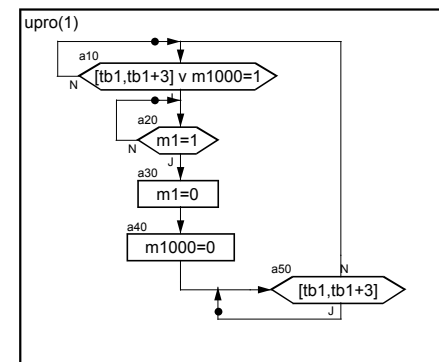 upro(1)
a10
[tb1,tb1+3] v m1000=1
N
J
a20
m1=1
N
J
a30
m1=0
a40
m1000=0
a50
N
[tb1,tb1+3]
J